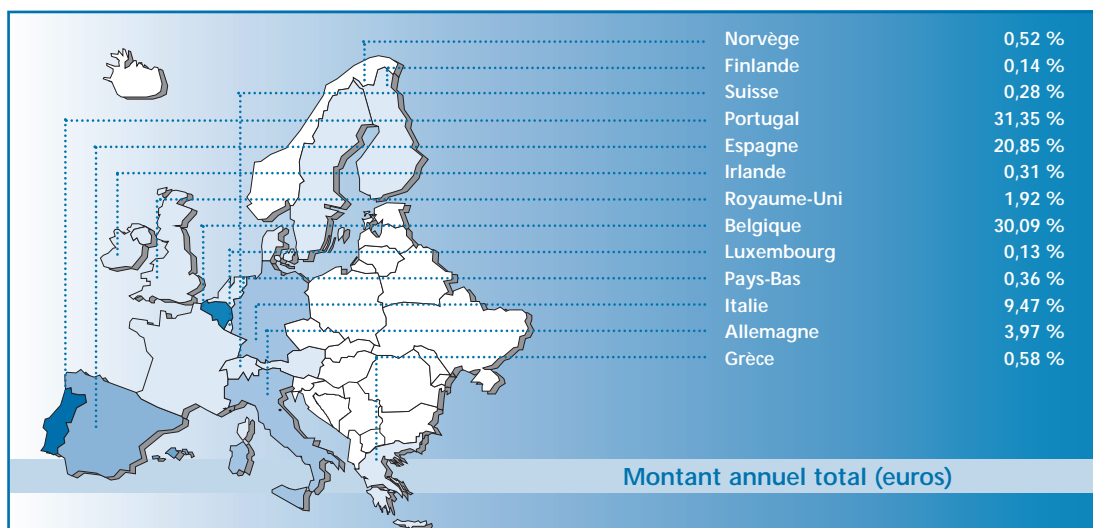 Norvège 0,52 %
Finlande 0,14 %
Suisse 0,28 %
Portugal 31,35 %
Espagne 20,85 %
Irlande 0,31 %
Royaume-Uni 1,92 %
Belgique 30,09 %
Luxembourg 0,13 %
Pays-Bas 0,36 %
Italie 9,47 %
Allemagne 3,97 %
Grèce 0,58 %
Montant annuel total (euros)